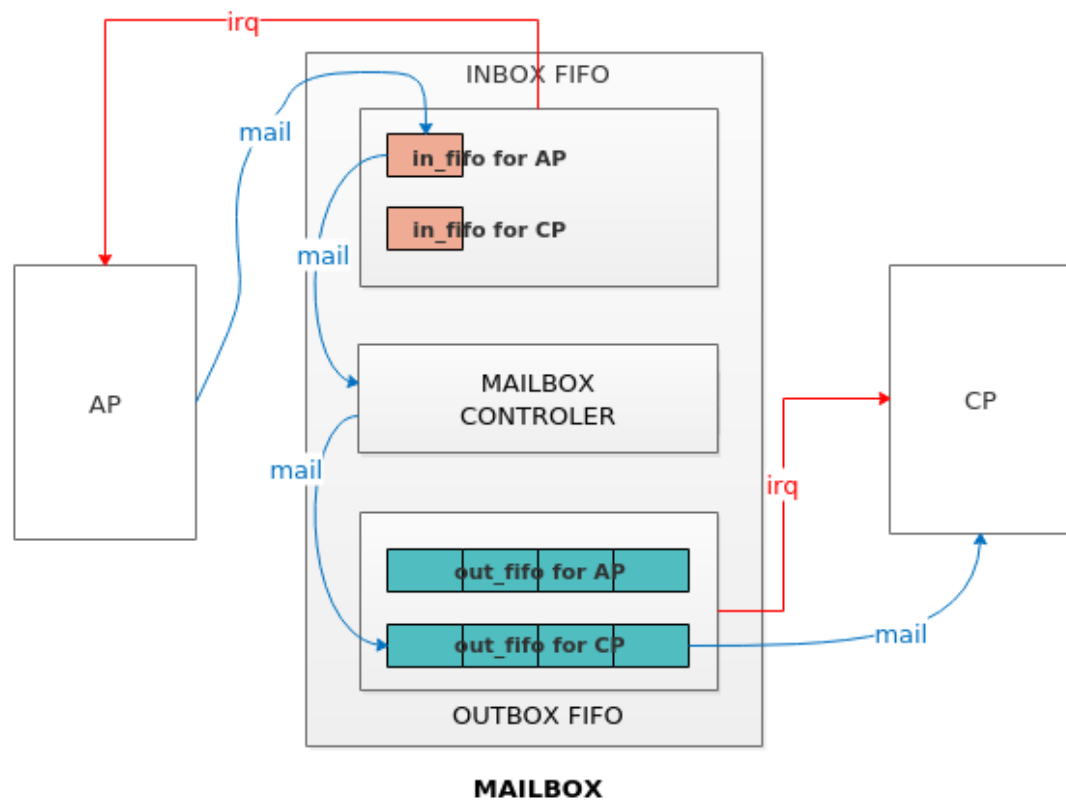 irq
INBOX FIFO
mail
in_fifo for AP
in_fifo for CP
mail
AP
MAILBOX
CONTROLER
CP
mail
irq
out_fifo for AP
out_fifo for CP
mail
OUTBOX FIFO
MAILBOX